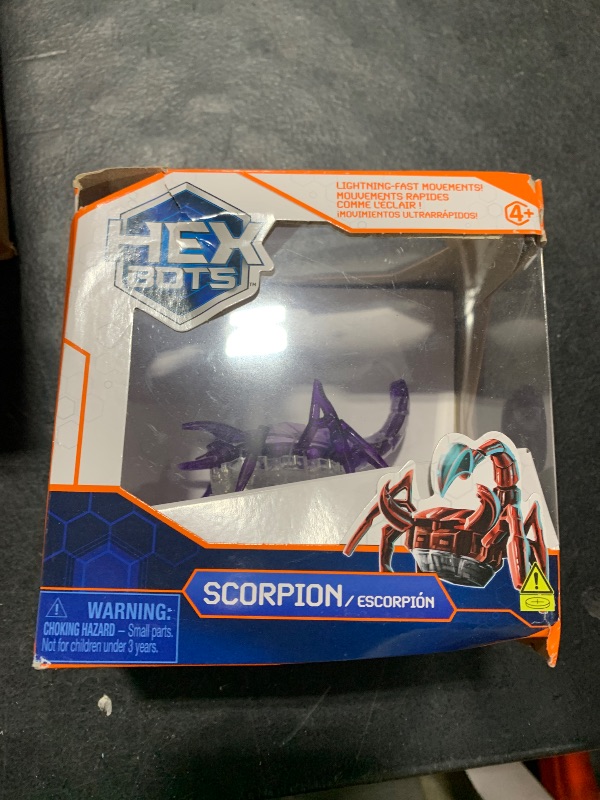 HEX
BOTS™
LIGHTNING-FAST MOVEMENTS!
MOUVEMENTS RAPIDES
COMME L'ÉCLAIR !
¡MOVIMIENTOS ULTRARRÁPIDOS!
4+
SCORPION / ESCORPIÓN
WARNING:
CHOKING HAZARD – Small parts.
Not for children under 3 years.